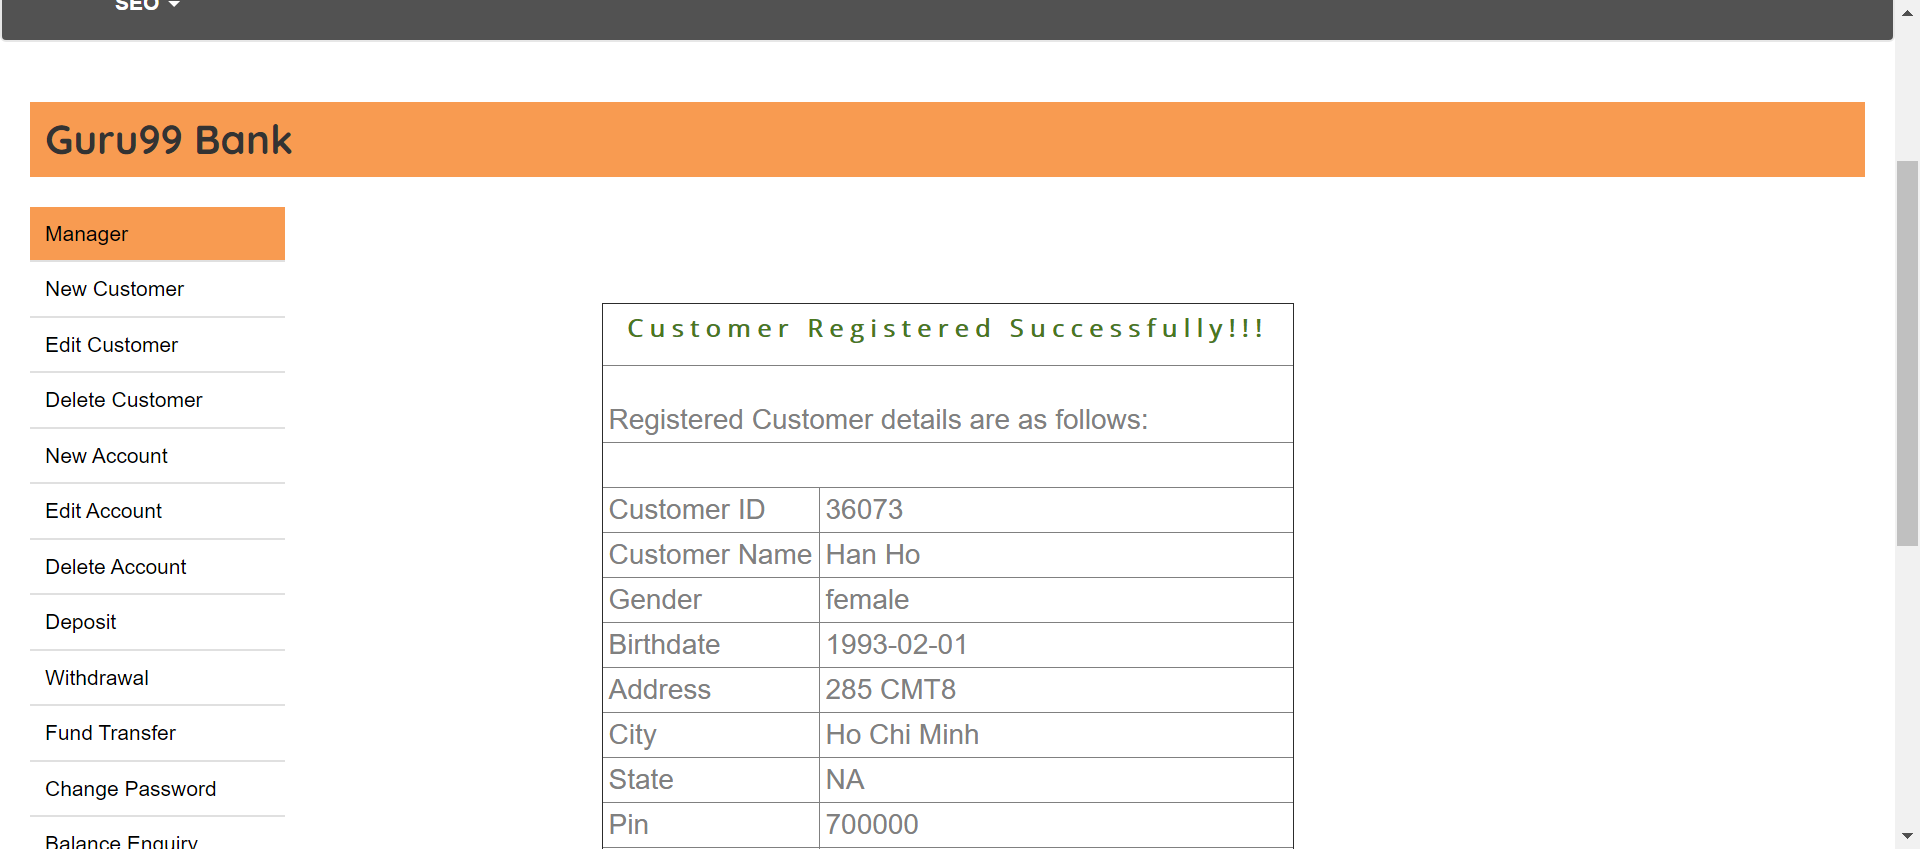 SEO
Guru99 Bank
Manager
New Customer
Edit Customer
Delete Customer
New Account
Edit Account
Delete Account
Deposit
Withdrawal
Fund Transfer
Change Password
Balance Enquiry
Customer Registered Successfully!!!
Registered Customer details are as follows:
Customer ID 36073
Customer Name Han Ho
Gender female
Birthdate 1993-02-01
Address 285 CMT8
City Ho Chi Minh
State NA
Pin 700000